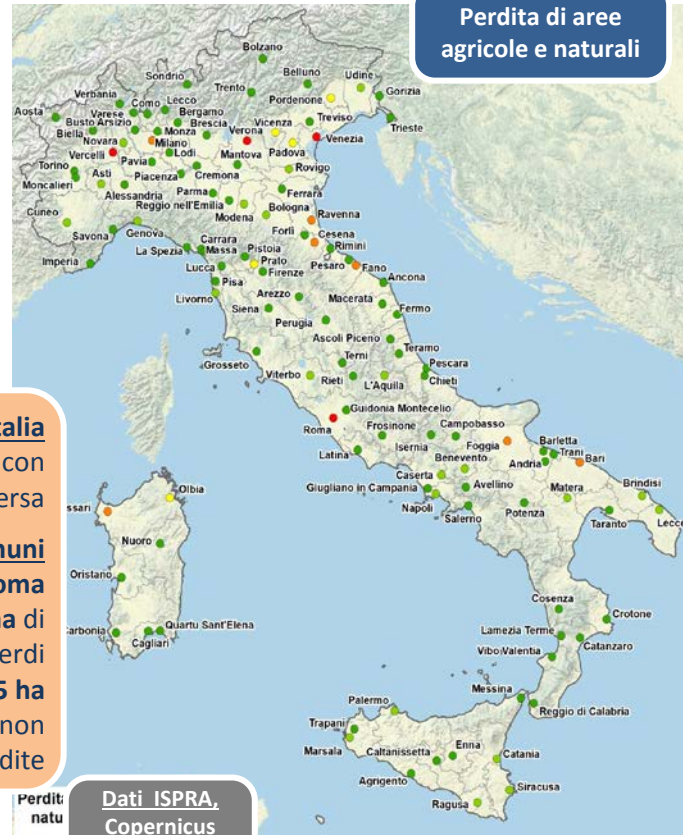 Perdita di aree
agricole e naturali
Bolzano
Sondrio
Belluno
Udine
Verbania
Trento
Pordenone
Gorizia
Aosta
Varese
Como
Lecco
Bergamo
Vicenza
Treviso
Trieste
Busto Arsizio
Brescia
Verona
Biella
Monza
Novara
Milano
Venezia
Vercelli
Lodi
Mantova
Padova
Torino
Pavia
Asti
Piacenza
Cremona
Rovigo
Moncalieri
Alessandria
Parma
Ferrara
Reggio nell'Emilia
Bologna
Cuneo
Modena
Ravenna
Genova
Forlì
Cesena
Savona
Carrara
Rimini
La Spezia
Massa
Pistoia
Imperia
Prato
Pesaro
Fano
Lucca
Firenze
Pisa
Ancona
Livorno
Arezzo
Macerata
Siena
Fermo
Perugia
Ascoli Piceno
Terni
Teramo
Grosseto
Pescara
Viterbo
Rieti
L'Aquila
Chieti
Guidonia Montecelio
Roma
Frosinone
Campobasso
Isernia
Foggia
Barletta
Latina
Benevento
Trani
Bari
Caserta
Andria
Giugliano in Campania
Avellino
Matera
Brindisi
Napoli
Potenza
Salerno
Taranto
Lecce
Olbia
ssari
Nuoro
Oristano
Carbonia
Quartu Sant'Elena
Cagliari
Cosenza
Crotone
Lamezia Terme
Vibo Valentia
Catanzaro
Messina
Palermo
Reggio di Calabria
Trapani
Marsala
Caltanissetta
Enna
Catania
Agrigento
Siracusa
Ragusa
talia
con
ersa
muni
oma
na di
erdi
5 ha
non
dite
Perdit
natu
Dati ISPRA,
Copernicus